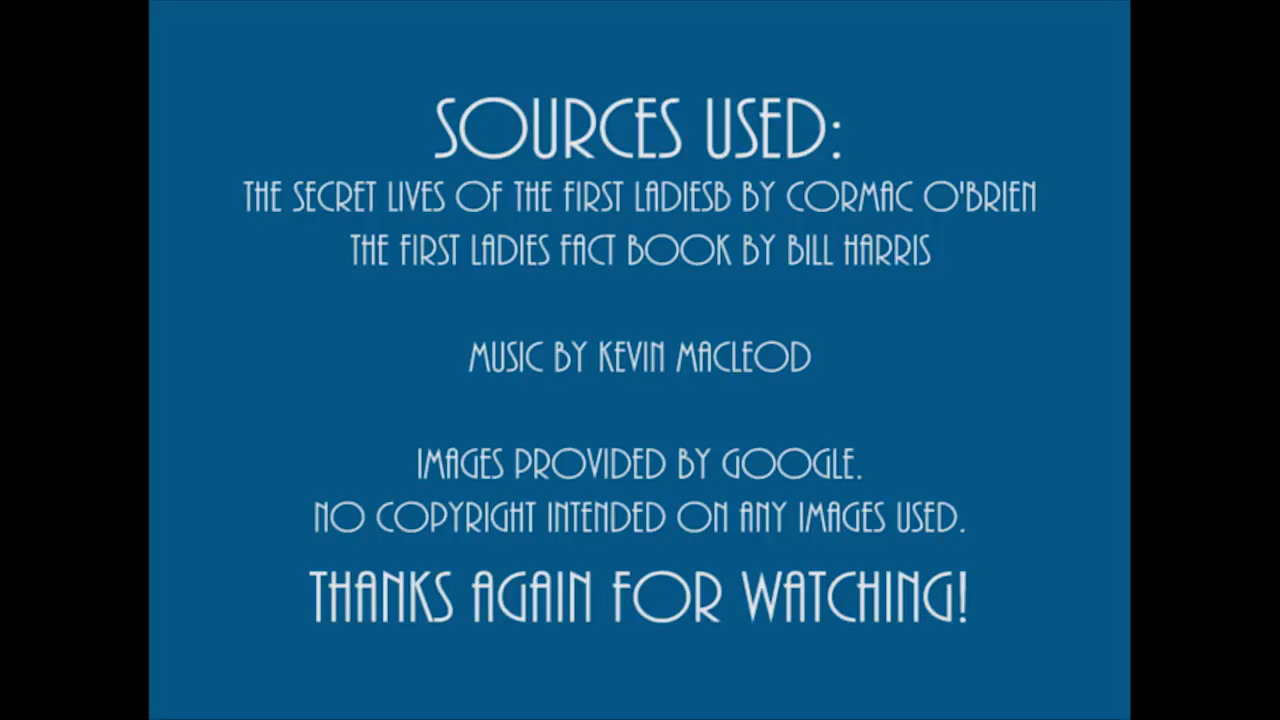 SOURCES USED:
THE SECRET LIVES OF THE FIRST LADIESB BY CORMAC O'BRIEN
THE FIRST LADIES FACT BOOK BY BILL HARRIS
MUSIC BY KEVIN MACLEOD
IMAGES PROVIDED BY GOOGLE.
NO COPYRIGHT INTENDED ON ANY IMAGES USED.
THANKS AGAIN FOR WATCHING!